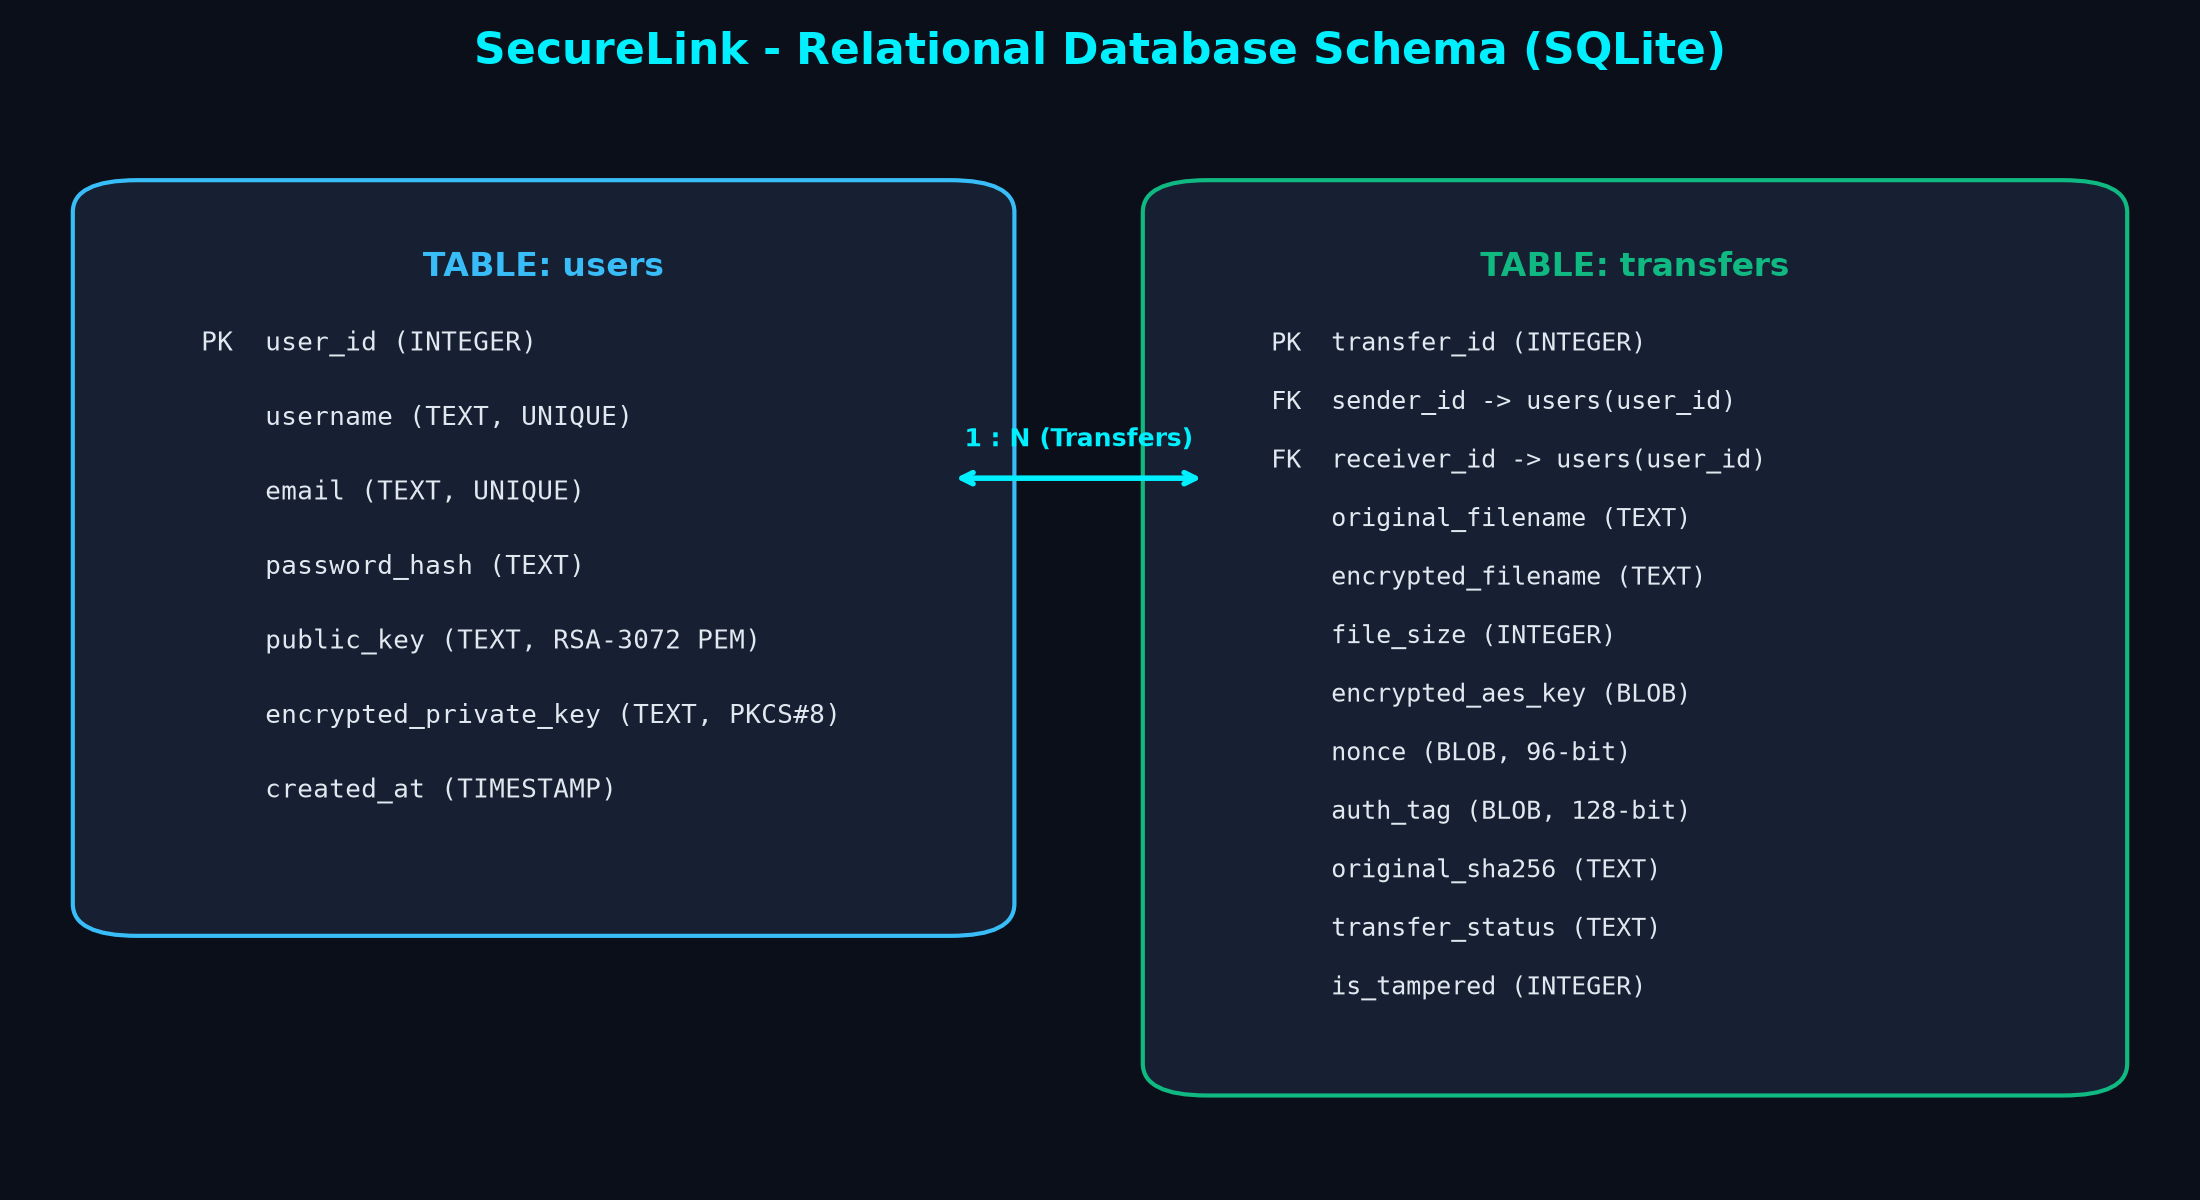 SecureLink - Relational Database Schema (SQLite)
TABLE: users
PK  user_id (INTEGER)
username (TEXT, UNIQUE)
email (TEXT, UNIQUE)
password_hash (TEXT)
public_key (TEXT, RSA-3072 PEM)
encrypted_private_key (TEXT, PKCS#8)
created_at (TIMESTAMP)
1 : N (Transfers)
TABLE: transfers
PK  transfer_id (INTEGER)
FK  sender_id -> users(user_id)
FK  receiver_id -> users(user_id)
original_filename (TEXT)
encrypted_filename (TEXT)
file_size (INTEGER)
encrypted_aes_key (BLOB)
nonce (BLOB, 96-bit)
auth_tag (BLOB, 128-bit)
original_sha256 (TEXT)
transfer_status (TEXT)
is_tampered (INTEGER)